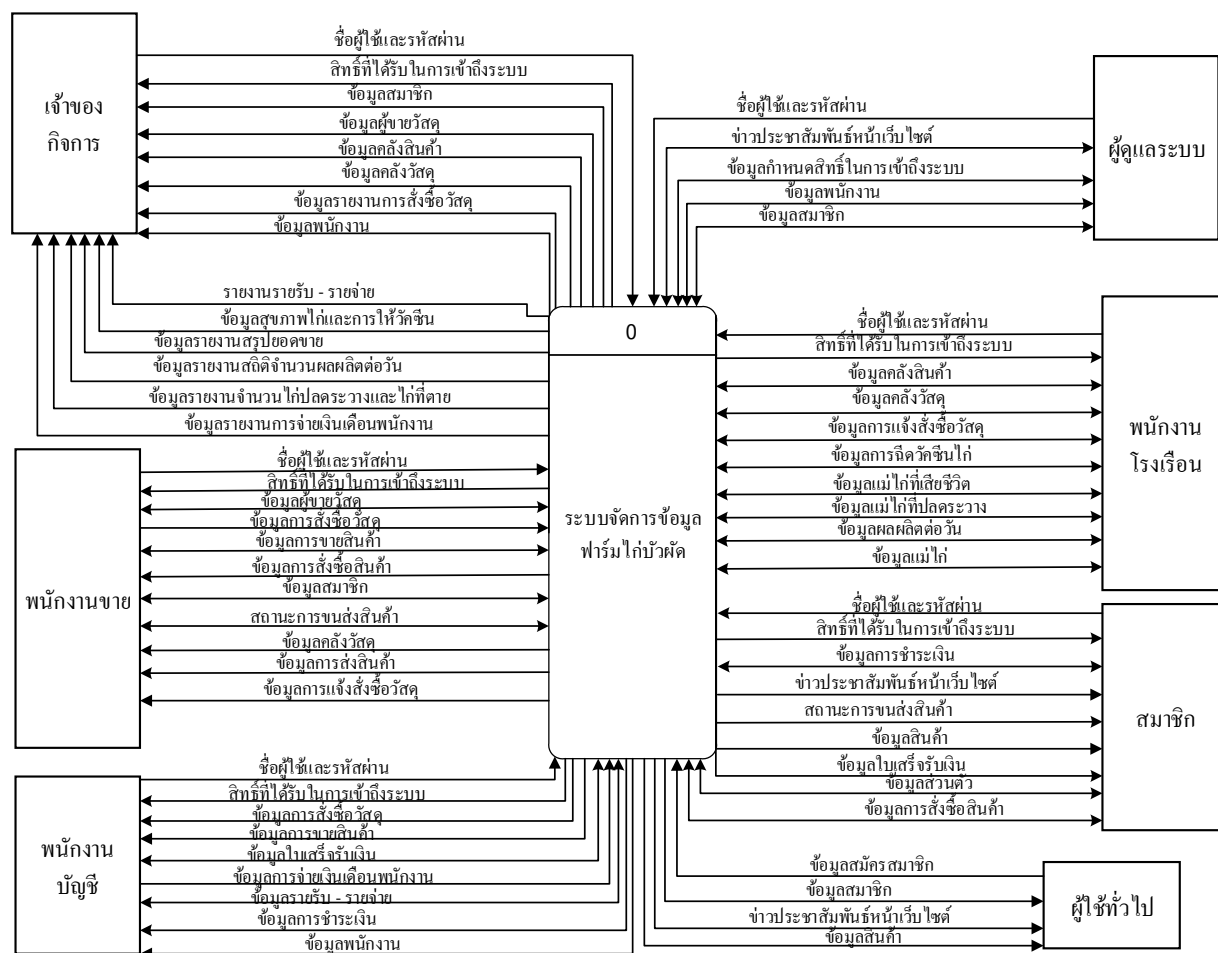 เจ้าของ
กิจการ
ชื่อผู้ใช้และรหัสผ่าน
สิทธิ์ที่ได้รับในการเข้าถึงระบบ
ข้อมูลสมาชิก
ข้อมูลผู้ขายวัสดุ
ข้อมูลคลังสินค้า
ข้อมูลคลังวัสดุ
ข้อมูลรายงานการสั่งซื้อวัสดุ
ข้อมูลพนักงาน
รายงานรายรับ - รายจ่าย
ข้อมูลสุขภาพไก่และการให้วัคซีน
ข้อมูลรายงานสรุปยอดขาย
ข้อมูลรายงานสถิติจำนวนผลผลิตต่อวัน
ข้อมูลรายงานจำนวนไก่ปลดระวางและไก่ที่ตาย
ข้อมูลรายงานการจ่ายเงินเดือนพนักงาน
ผู้ดูแลระบบ
ชื่อผู้ใช้และรหัสผ่าน
ข่าวประชาสัมพันธ์หน้าเว็บไซต์
ข้อมูลกำหนดสิทธิ์ในการเข้าถึงระบบ
ข้อมูลพนักงาน
ข้อมูลสมาชิก
0
ระบบจัดการข้อมูล
ฟาร์มไก่บัวผัด
พนักงาน
โรงเรือน
ชื่อผู้ใช้และรหัสผ่าน
สิทธิ์ที่ได้รับในการเข้าถึงระบบ
ข้อมูลคลังสินค้า
ข้อมูลคลังวัสดุ
ข้อมูลการแจ้งสั่งซื้อวัสดุ
ข้อมูลการฉีดวัคซีนไก่
ข้อมูลแม่ไก่ที่เสียชีวิต
ข้อมูลแม่ไก่ที่ปลดระวาง
ข้อมูลผลผลิตต่อวัน
ข้อมูลแม่ไก่
พนักงานขาย
ชื่อผู้ใช้และรหัสผ่าน
สิทธิ์ที่ได้รับในการเข้าถึงระบบ
ข้อมูลผู้ขายวัสดุ
ข้อมูลการสั่งซื้อวัสดุ
ข้อมูลการขายสินค้า
ข้อมูลการสั่งซื้อสินค้า
ข้อมูลสมาชิก
สถานะการขนส่งสินค้า
ข้อมูลคลังวัสดุ
ข้อมูลการส่งสินค้า
ข้อมูลการแจ้งสั่งซื้อวัสดุ
สมาชิก
ชื่อผู้ใช้และรหัสผ่าน
สิทธิ์ที่ได้รับในการเข้าถึงระบบ
ข้อมูลการชำระเงิน
ข่าวประชาสัมพันธ์หน้าเว็บไซต์
สถานะการขนส่งสินค้า
ข้อมูลสินค้า
ข้อมูลใบเสร็จรับเงิน
ข้อมูลส่วนตัว
ข้อมูลการสั่งซื้อสินค้า
พนักงาน
บัญชี
ชื่อผู้ใช้และรหัสผ่าน
สิทธิ์ที่ได้รับในการเข้าถึงระบบ
ข้อมูลการสั่งซื้อวัสดุ
ข้อมูลการขายสินค้า
ข้อมูลใบเสร็จรับเงิน
ข้อมูลการจ่ายเงินเดือนพนักงาน
ข้อมูลรายรับ - รายจ่าย
ข้อมูลการชำระเงิน
ข้อมูลพนักงาน
ผู้ใช้ทั่วไป
ข้อมูลสมัครสมาชิก
ข้อมูลสมาชิก
ข่าวประชาสัมพันธ์หน้าเว็บไซต์
ข้อมูลสินค้า